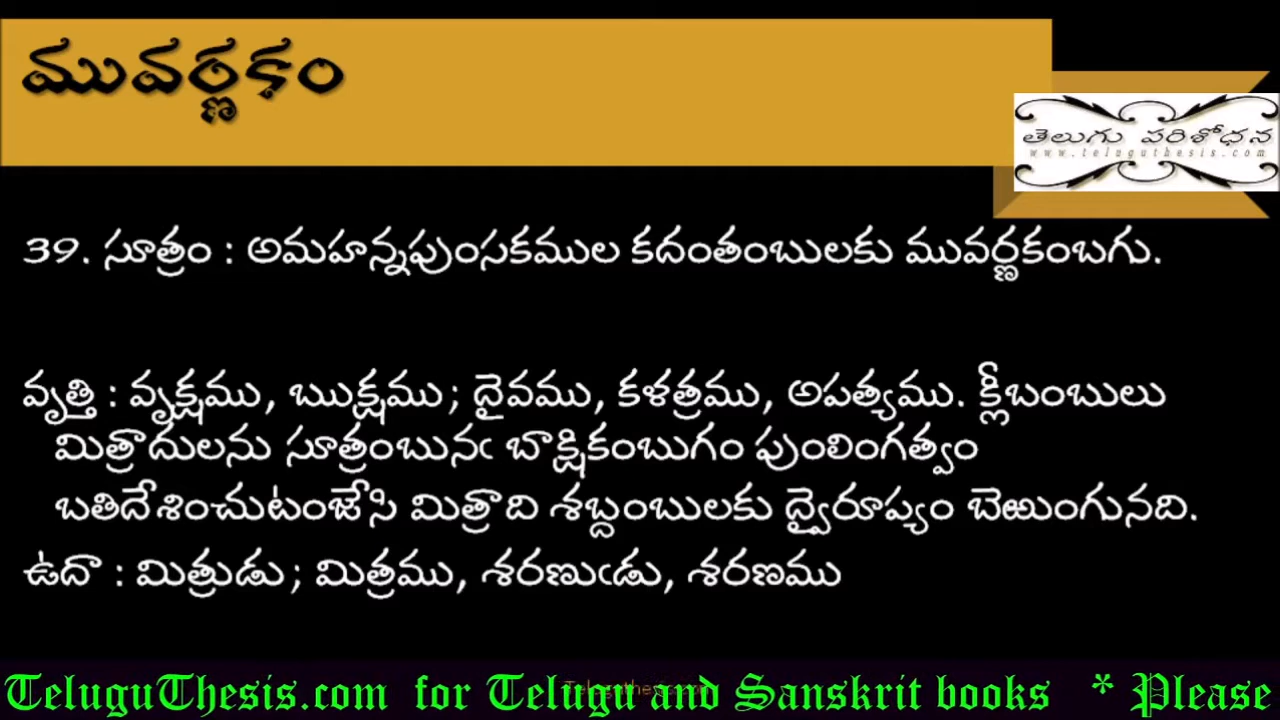 మువర్ణకం
తెలుగు పరిశోధన
www.teluguthesis.com
39. సూత్రం : అమహన్నపుంసకముల కదంతంబులకు మువర్ణకంబగు.
వృత్తి : వృక్షము, ఋక్షము; దైవము, కళత్రము, అపత్యము. క్లీబంబులు
మిత్రాదులను సూత్రంబునఁ బాక్షికంబుగం పుంలింగత్వం
బతిదేశించుటంజేసి మిత్రాది శబ్దంబులకు ద్వైరూప్యం బెఱుంగునది.
ఉదా : మిత్రుడు; మిత్రము, శరణుఁడు, శరణము
TeluguThesis.com for Telugu and Sanskrit books * Please